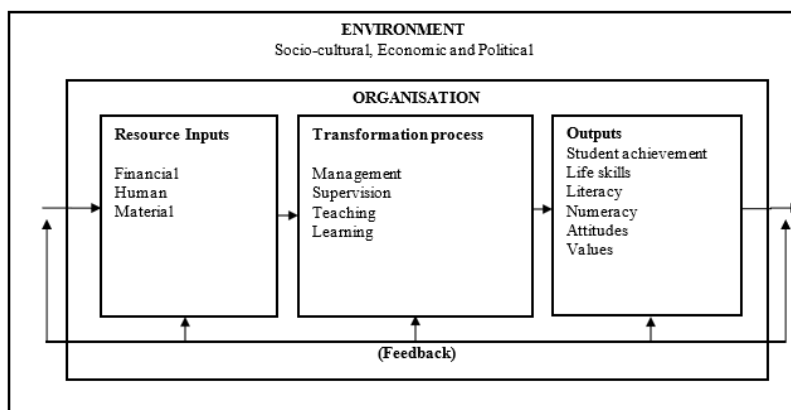 ENVIRONMENT
Socio-cultural, Economic and Political
ORGANISATION
Resource Inputs
Financial
Human
Material
Transformation process
Management
Supervision
Teaching
Learning
Outputs
Student achievement
Life skills
Literacy
Numeracy
Attitudes
Values
(Feedback)